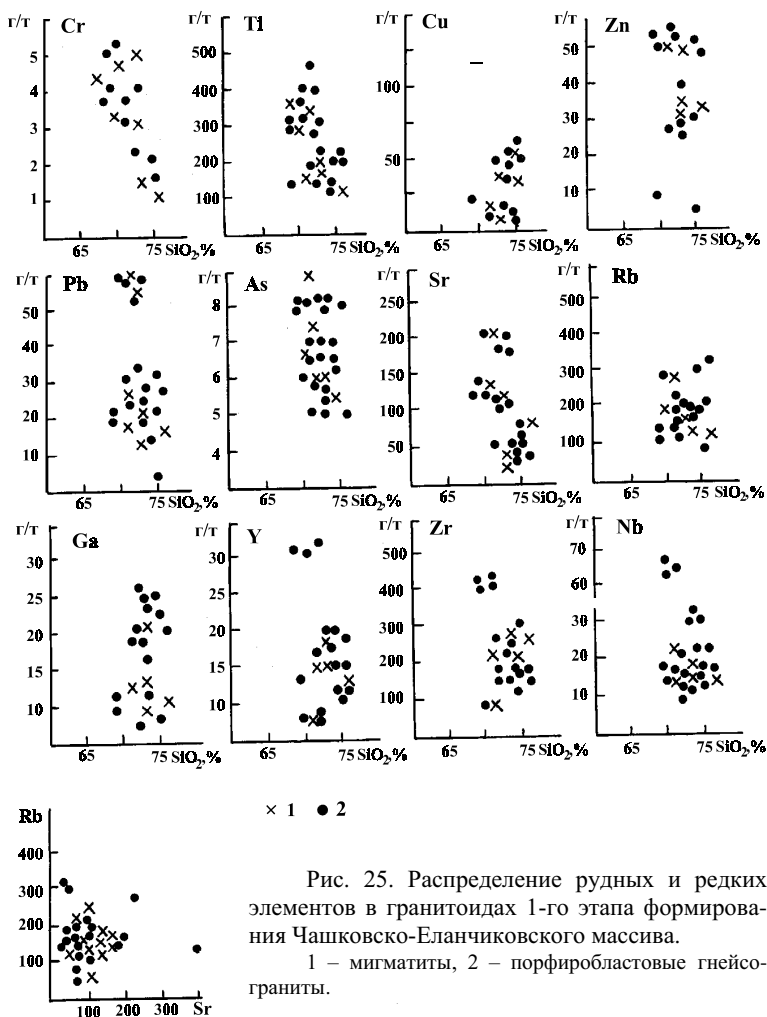 г/т Cr
5
4
3
2
1
65 75 SiO₂,%
г/т Ti
500
400
300
200
100
65 75 SiO₂,%
г/т Cu
100
50
65 75 SiO₂,%
г/т Zn
50
40
30
20
10
65 75 SiO₂,%
г/т Pb
50
40
30
20
10
65 75 SiO₂,%
г/т As
8
7
6
5
4
65 75 SiO₂,%
г/т Sr
250
200
150
100
50
65 75 SiO₂,%
г/т Rb
500
400
300
200
100
65 75 SiO₂,%
г/т Ga
30
25
20
15
10
65 75 SiO₂,%
г/т Y
30
25
20
15
10
65 75 SiO₂,%
г/т Zr
500
400
300
200
100
65 75 SiO₂,%
г/т Nb
70
60
30
20
10
65 75 SiO₂,%
Rb
400
300
200
100
100 200 300 Sr
× 1 ● 2
Рис. 25. Распределение рудных и редких
элементов в гранитоидах 1-го этапа формирова-
ния Чашковско-Еланчиковского массива.
1 – мигматиты, 2 – порфиробластовые гнейсо-
граниты.